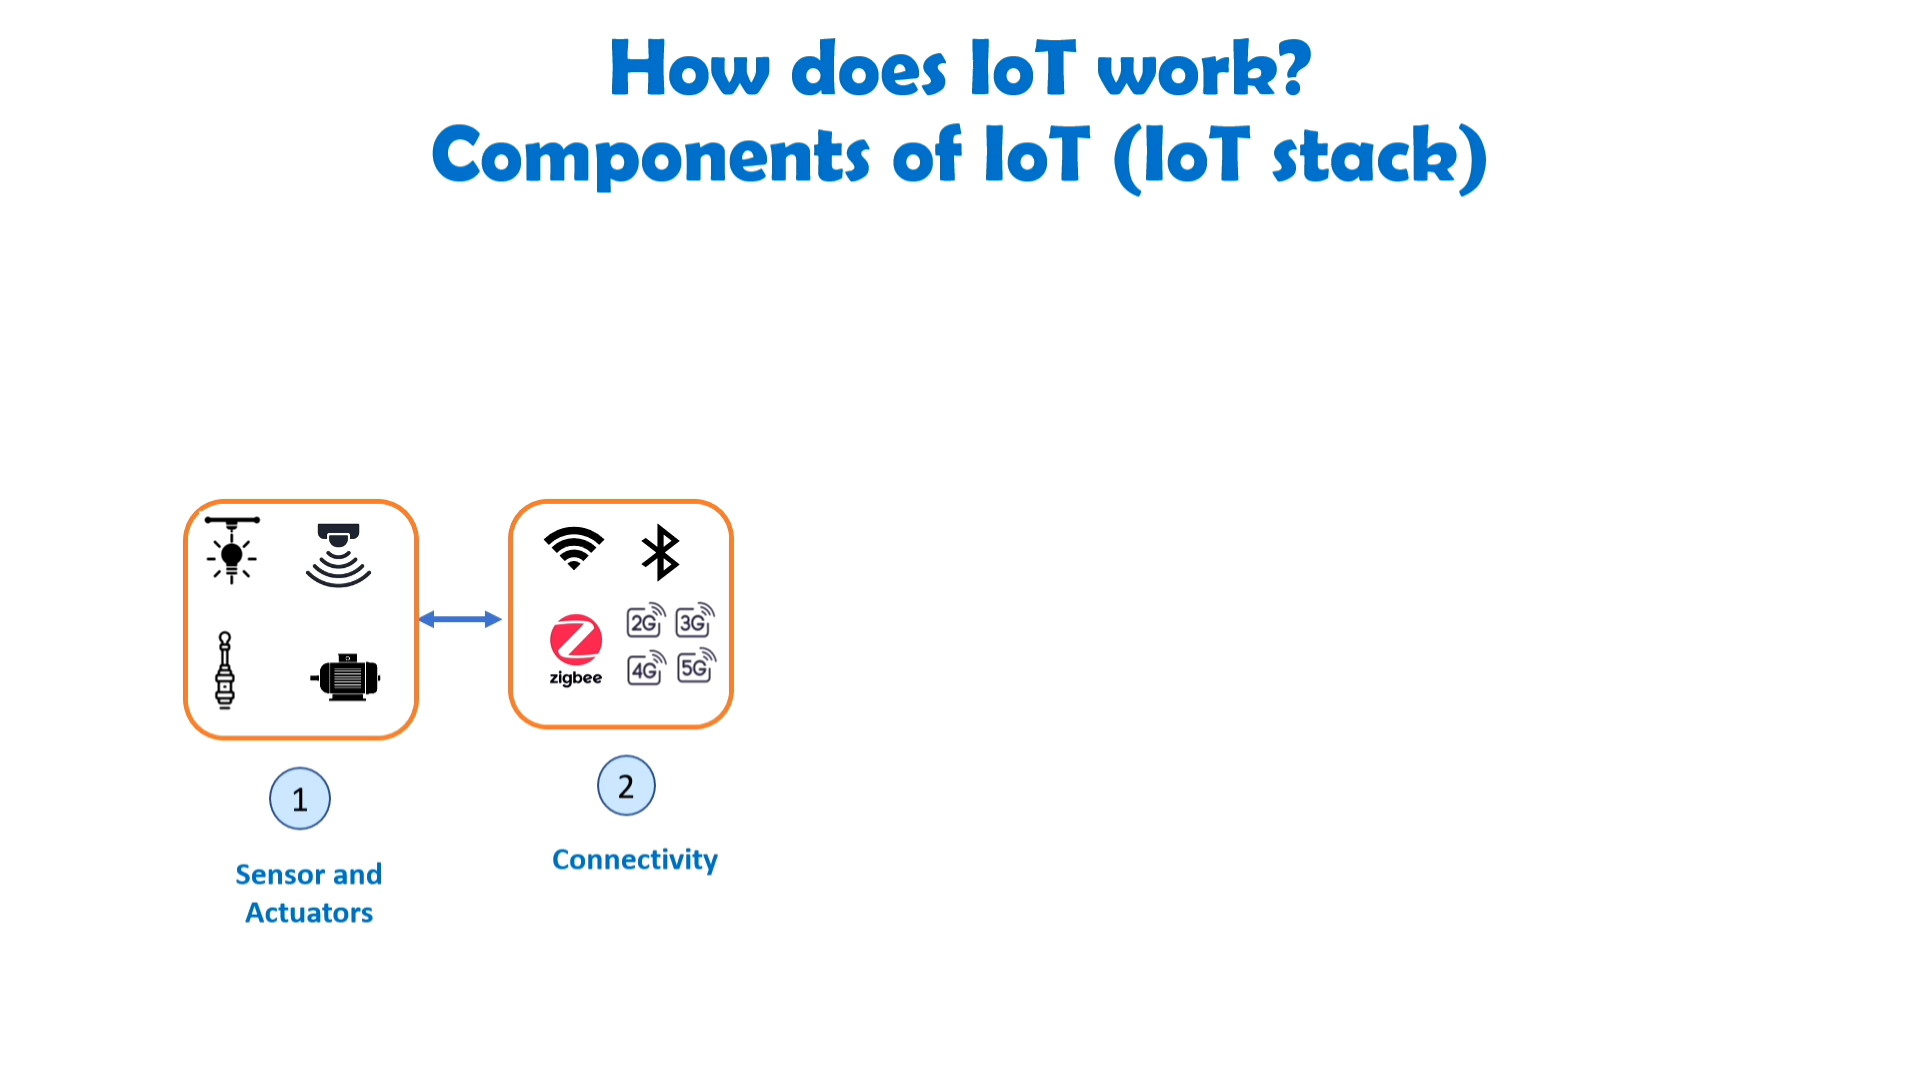 How does IoT work?
Components of IoT (IoT stack)
2G 3G
zigbee 4G 5G
1
2
Sensor and
Actuators
Connectivity